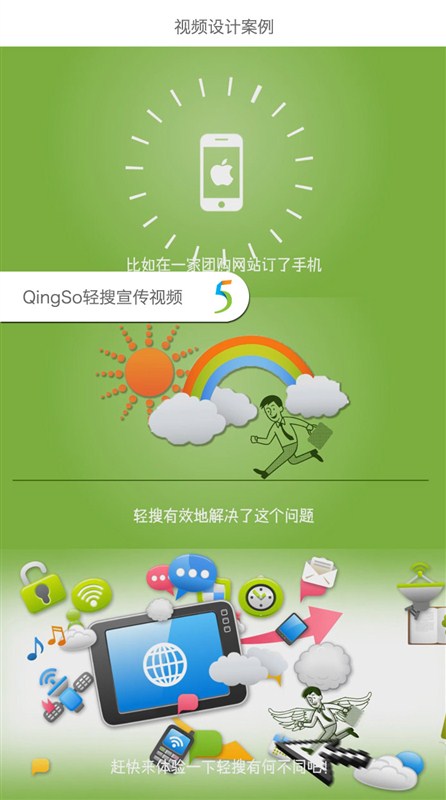 视频设计案例
比如在一家团购网站订了手机
QingSo轻搜宣传视频
轻搜有效地解决了这个问题
赶快来体验一下轻搜有何不同吧!